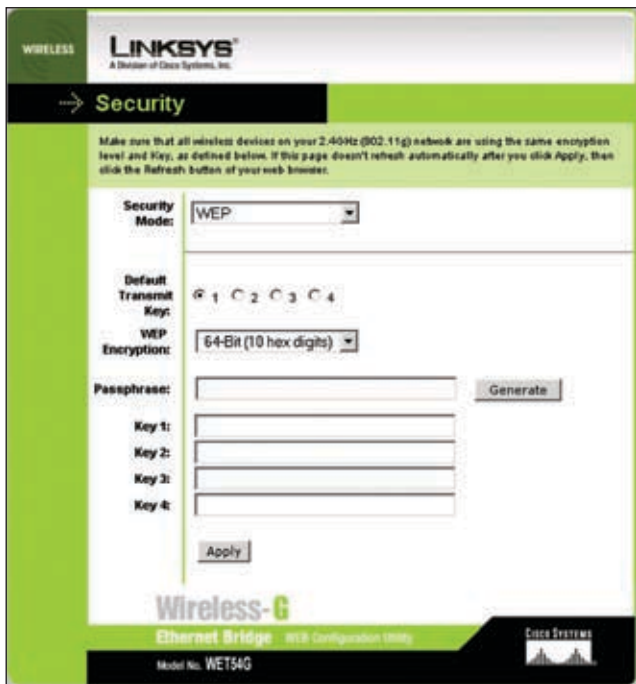 WIRELESS
LINKSYS®
A Division of Cisco Systems, Inc.
Security
Make sure that all wireless devices on your 2.4GHz (802.11g) network are using the same encryption
level and Key, as defined below. If this page doesn't refresh automatically after you click Apply, then
click the Refresh button of your web browser.
Security
Mode:
WEP
Default
Transmit
Key:
1 2 3 4
WEP
Encryption:
64-Bit (10 hex digits)
Passphrase:
Generate
Key 1:
Key 2:
Key 3:
Key 4:
Apply
Wireless-G
Ethernet Bridge WEB Configuration Utility
Model No. WET54G
CISCO SYSTEMS